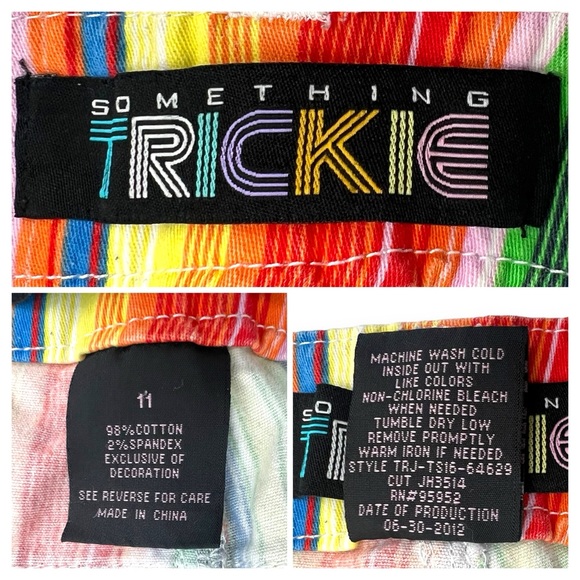 SOMETHING
TRICKIE
11
98%COTTON
2%SPANDEX
EXCLUSIVE OF
DECORATION
SEE REVERSE FOR CARE
MADE IN CHINA
SO
T
N
E
MACHINE WASH COLD
INSIDE OUT WITH
LIKE COLORS
NON-CHLORINE BLEACH
WHEN NEEDED
TUMBLE DRY LOW
REMOVE PROMPTLY
WARM IRON IF NEEDED
STYLE TRJ-TS16-64629
CUT JH3514
RN#95952
DATE OF PRODUCTION
06-30-2012